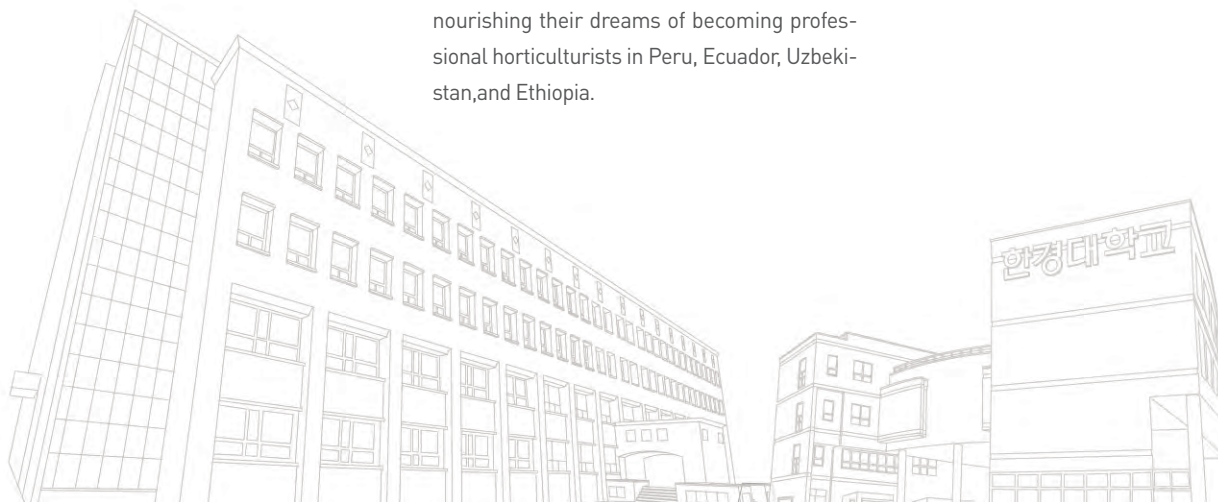 nourishing their dreams of becoming profes-
sional horticulturists in Peru, Ecuador, Uzbeki-
stan,and Ethiopia.
한경대학교